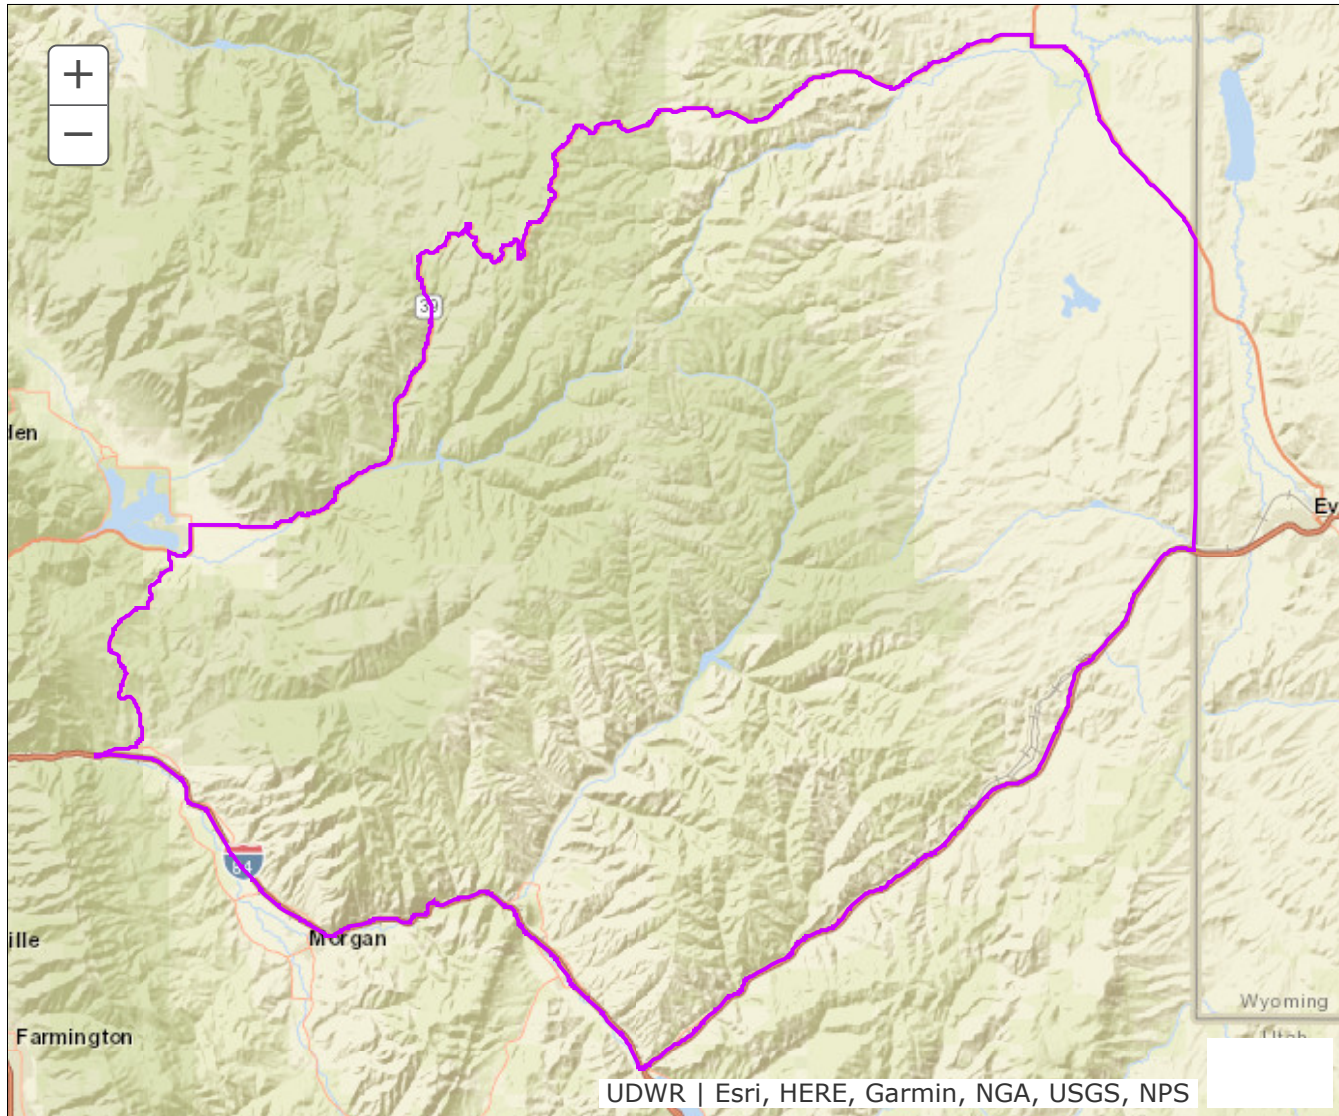 +
−
39
len
Ev
84
ille
Morgan
Wyoming
Utah
Farmington
UDWR | Esri, HERE, Garmin, NGA, USGS, NPS